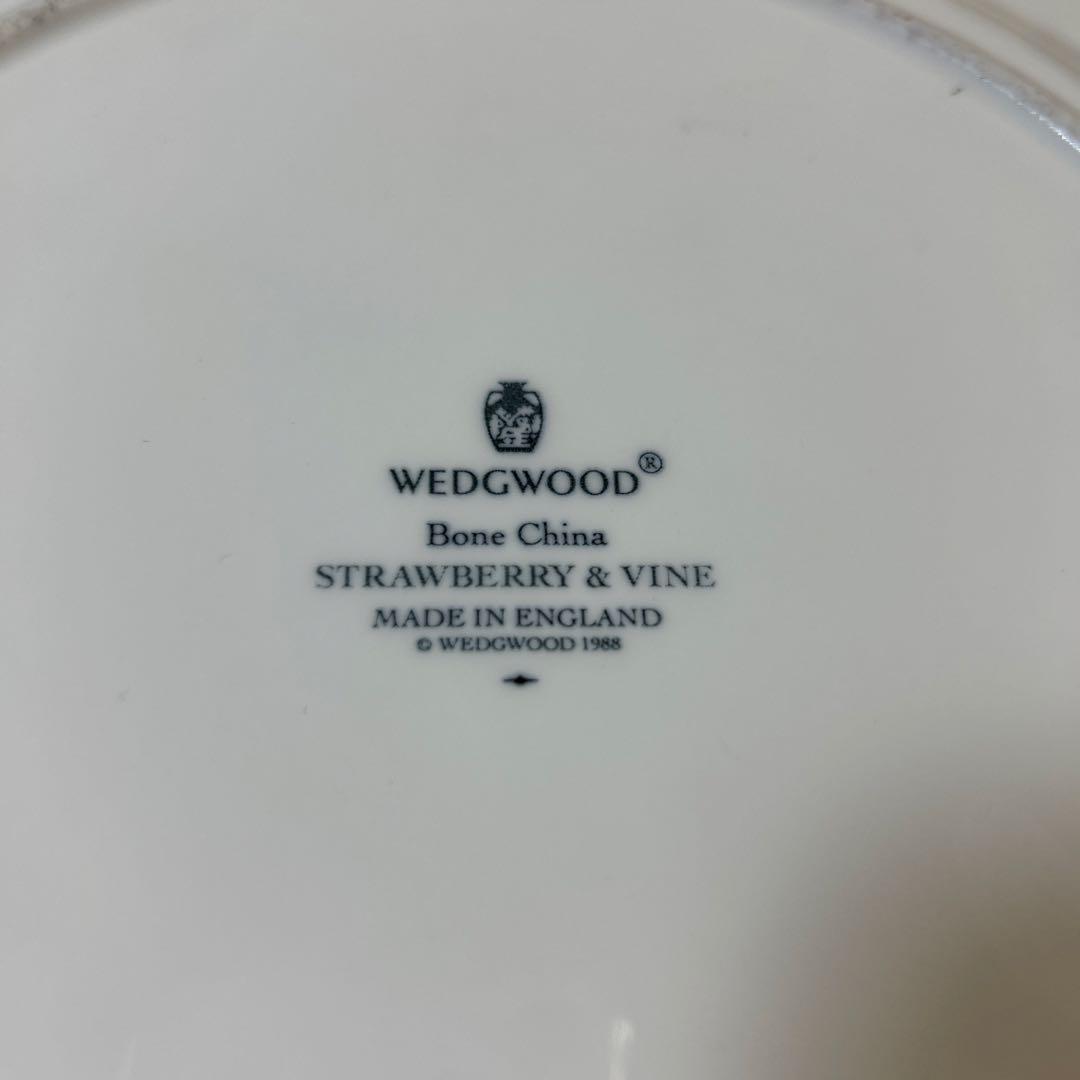 WEDGWOOD®
Bone China
STRAWBERRY & VINE
MADE IN ENGLAND
© WEDGWOOD 1988